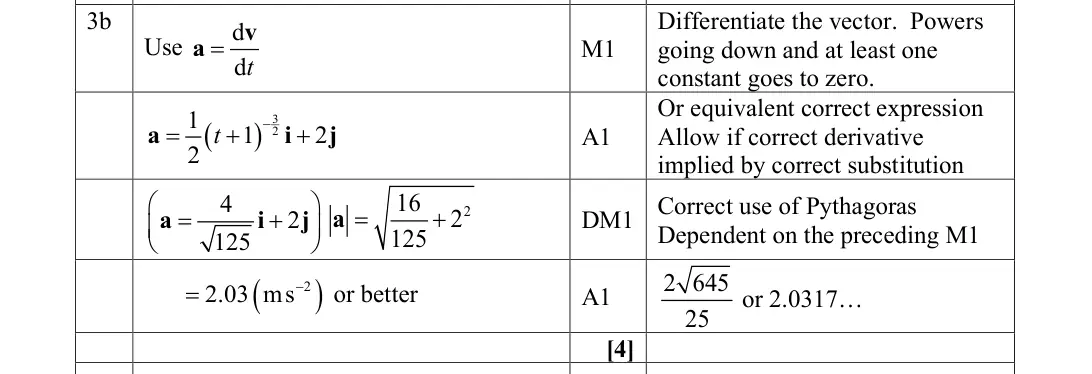 3b
Use a = dv/dt
M1
Differentiate the vector.  Powers
going down and at least one
constant goes to zero.
a = 1/2 (t + 1)^(-3/2) i + 2j
A1
Or equivalent correct expression
Allow if correct derivative
implied by correct substitution
(a = 4/√125 i + 2j) |a| = √(16/125 + 2²)
DM1
Correct use of Pythagoras
Dependent on the preceding M1
= 2.03 (m s⁻²) or better
A1
2√645/25 or 2.0317…
[4]